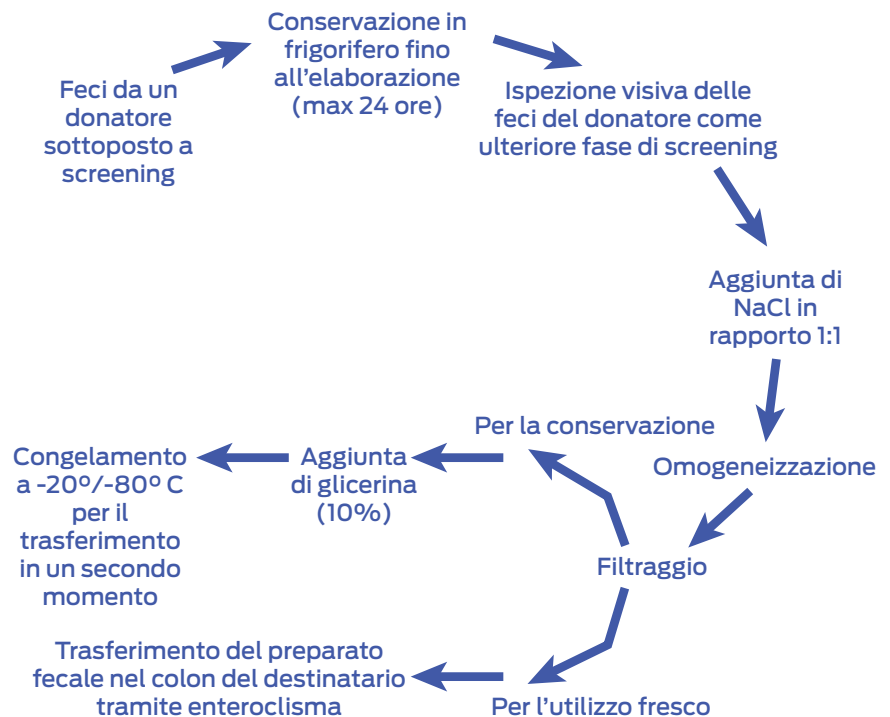 Feci da un
donatore
sottoposto a
screening
Conservazione in
frigorifero fino
all'elaborazione
(max 24 ore)
Ispezione visiva delle
feci del donatore come
ulteriore fase di screening
Aggiunta di
NaCl in
rapporto 1:1
Omogeneizzazione
Filtraggio
Per la conservazione
Aggiunta
di glicerina
(10%)
Congelamento
a -20°/-80° C
per il
trasferimento
in un secondo
momento
Per l'utilizzo fresco
Trasferimento del preparato
fecale nel colon del destinatario
tramite enteroclisma